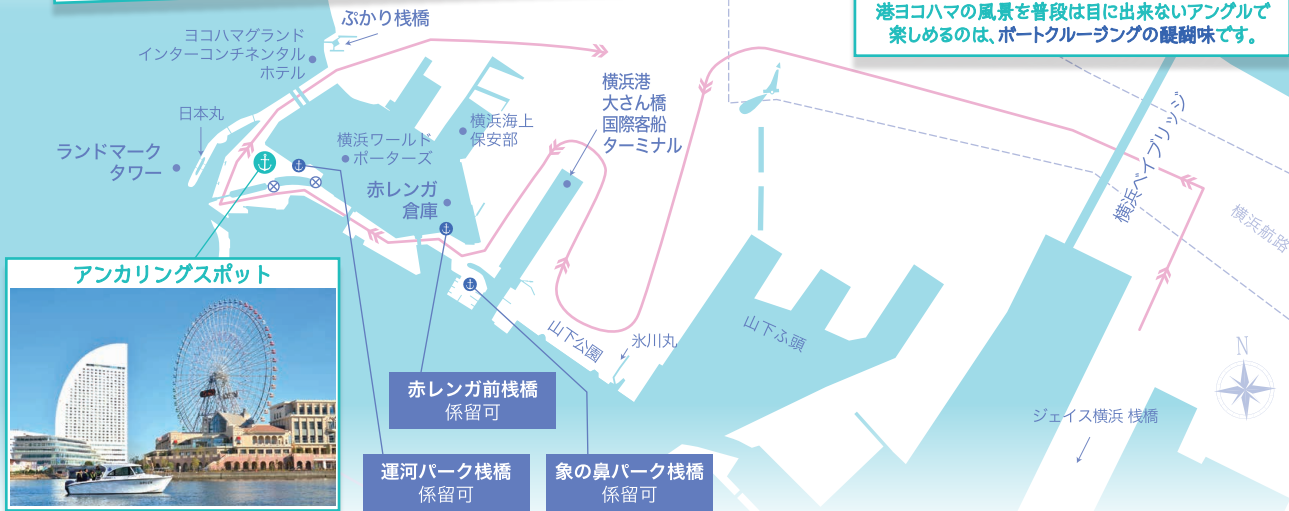 港ヨコハマの風景を普段は目に出来ないアングルで
楽しめるのは、ボートクルージングの醍醐味です。
ぷかり桟橋
ヨコハマグランド
インターコンチネンタル
ホテル
日本丸
ランドマーク
タワー
横浜ワールド
ポーターズ
横浜海上
保安部
横浜港
大さん橋
国際客船
ターミナル
赤レンガ
倉庫
横浜ベイブリッジ
横浜航路
アンカリングスポット
山下公園
氷川丸
山下ふ頭
赤レンガ前桟橋
係留可
運河パーク桟橋
係留可
象の鼻パーク桟橋
係留可
ジェイス横浜 桟橋
N